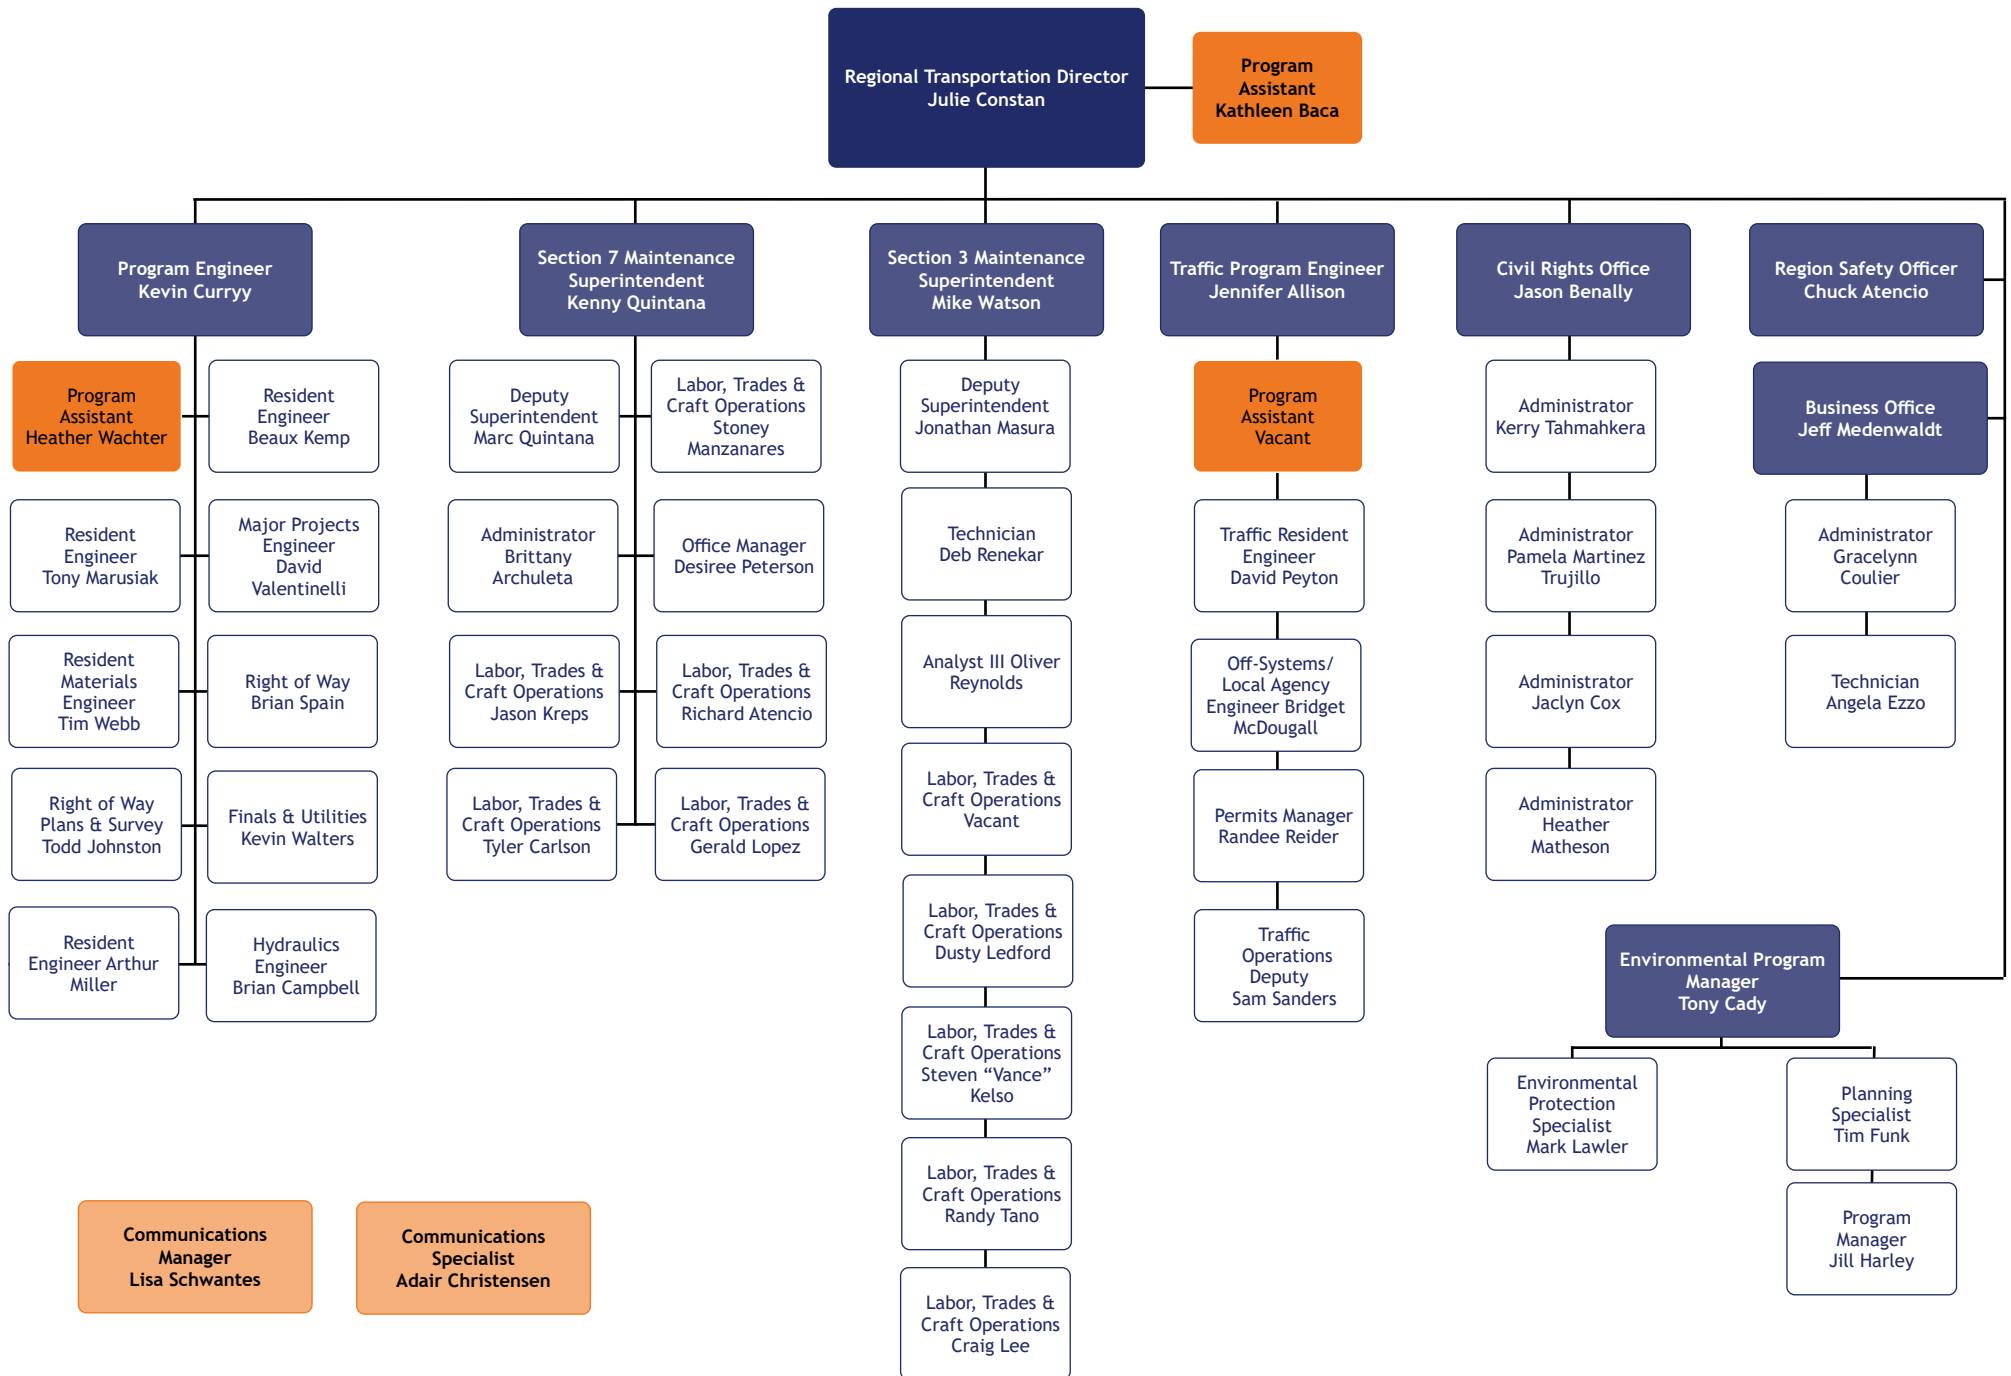 Regional Transportation Director
Julie Constan
Program
Assistant
Kathleen Baca
Program Engineer
Kevin Curryy
Section 7 Maintenance
Superintendent
Kenny Quintana
Section 3 Maintenance
Superintendent
Mike Watson
Traffic Program Engineer
Jennifer Allison
Civil Rights Office
Jason Benally
Region Safety Officer
Chuck Atencio
Program
Assistant
Heather Wachter
Resident
Engineer
Beaux Kemp
Resident
Engineer
Tony Marusiak
Major Projects
Engineer
David
Valentinelli
Resident
Materials
Engineer
Tim Webb
Right of Way
Brian Spain
Right of Way
Plans & Survey
Todd Johnston
Finals & Utilities
Kevin Walters
Resident
Engineer Arthur
Miller
Hydraulics
Engineer
Brian Campbell
Deputy
Superintendent
Marc Quintana
Labor, Trades &
Craft Operations
Stoney
Manzanares
Administrator
Brittany
Archuleta
Office Manager
Desiree Peterson
Labor, Trades &
Craft Operations
Jason Kreps
Labor, Trades &
Craft Operations
Richard Atencio
Labor, Trades &
Craft Operations
Tyler Carlson
Labor, Trades &
Craft Operations
Gerald Lopez
Deputy
Superintendent
Jonathan Masura
Technician
Deb Renekar
Analyst III Oliver
Reynolds
Labor, Trades &
Craft Operations
Vacant
Labor, Trades &
Craft Operations
Dusty Ledford
Labor, Trades &
Craft Operations
Steven “Vance”
Kelso
Labor, Trades &
Craft Operations
Randy Tano
Labor, Trades &
Craft Operations
Craig Lee
Program
Assistant
Vacant
Traffic Resident
Engineer
David Peyton
Off-Systems/
Local Agency
Engineer Bridget
McDougall
Permits Manager
Randee Reider
Traffic
Operations
Deputy
Sam Sanders
Administrator
Kerry Tahmahkera
Administrator
Pamela Martinez
Trujillo
Administrator
Jaclyn Cox
Administrator
Heather
Matheson
Business Office
Jeff Medenwaldt
Administrator
Gracelynn
Coulier
Technician
Angela Ezzo
Environmental Program
Manager
Tony Cady
Environmental
Protection
Specialist
Mark Lawler
Planning
Specialist
Tim Funk
Program
Manager
Jill Harley
Communications
Manager
Lisa Schwantes
Communications
Specialist
Adair Christensen